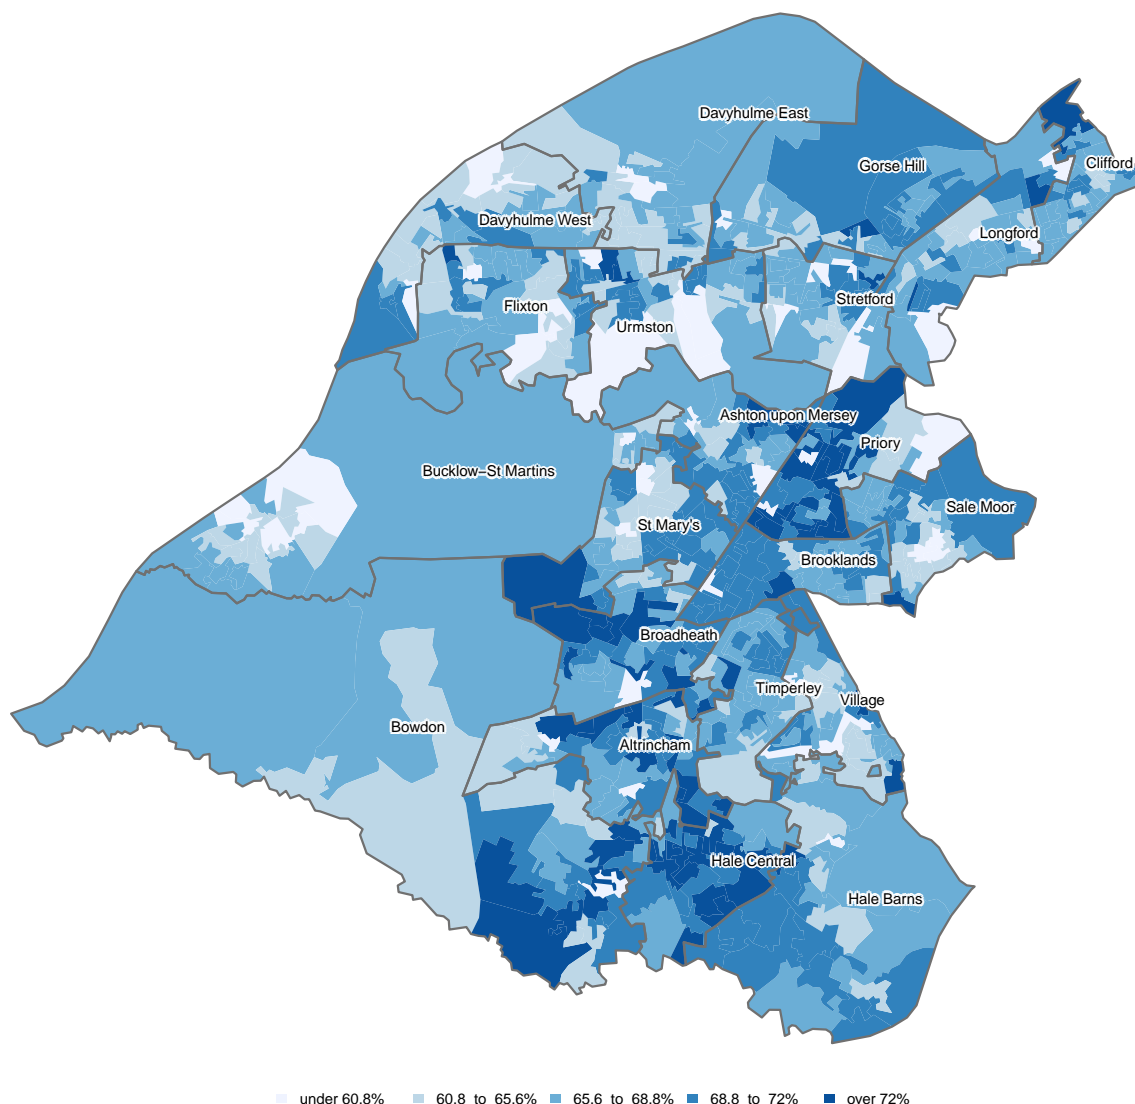 Davyhulme East
Gorse Hill
Clifford
Davyhulme West
Longford
Flixton
Stretford
Urmston
Ashton upon Mersey
Priory
Bucklow–St Martins
Sale Moor
St Mary's
Brooklands
Broadheath
Timperley
Village
Bowdon
Altrincham
Hale Central
Hale Barns
under 60.8% 60.8 to 65.6% 65.6 to 68.8% 68.8 to 72% over 72%